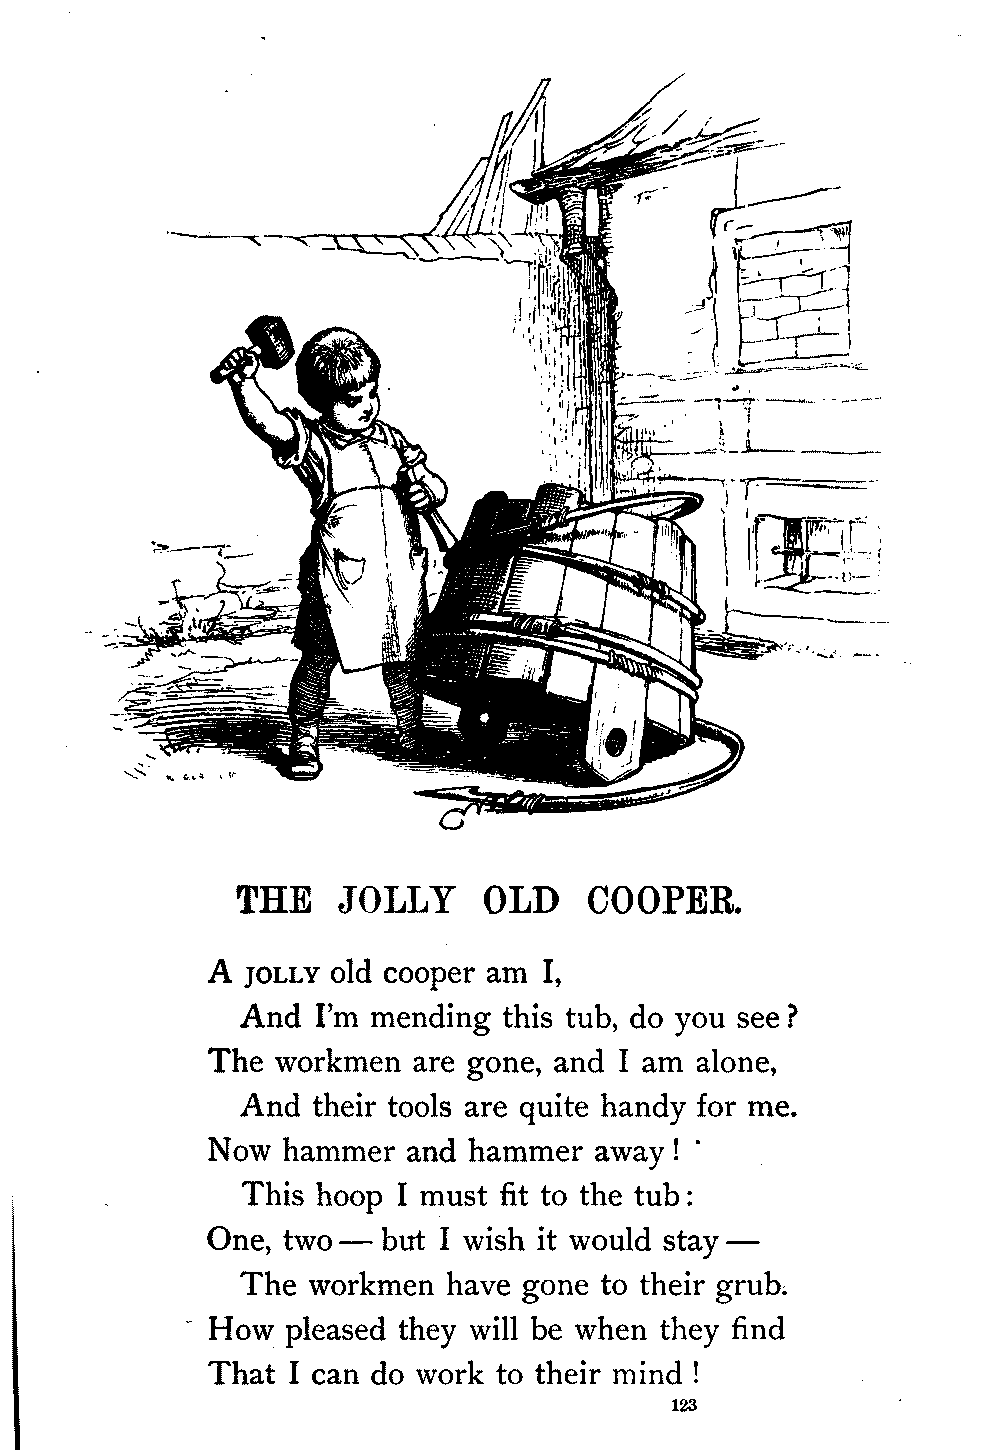 THE JOLLY OLD COOPER.
A JOLLY old cooper am I,
And I'm mending this tub, do you see?
The workmen are gone, and I am alone,
And their tools are quite handy for me.
Now hammer and hammer away!
This hoop I must fit to the tub:
One, two — but I wish it would stay —
The workmen have gone to their grub.
How pleased they will be when they find
That I can do work to their mind!
123